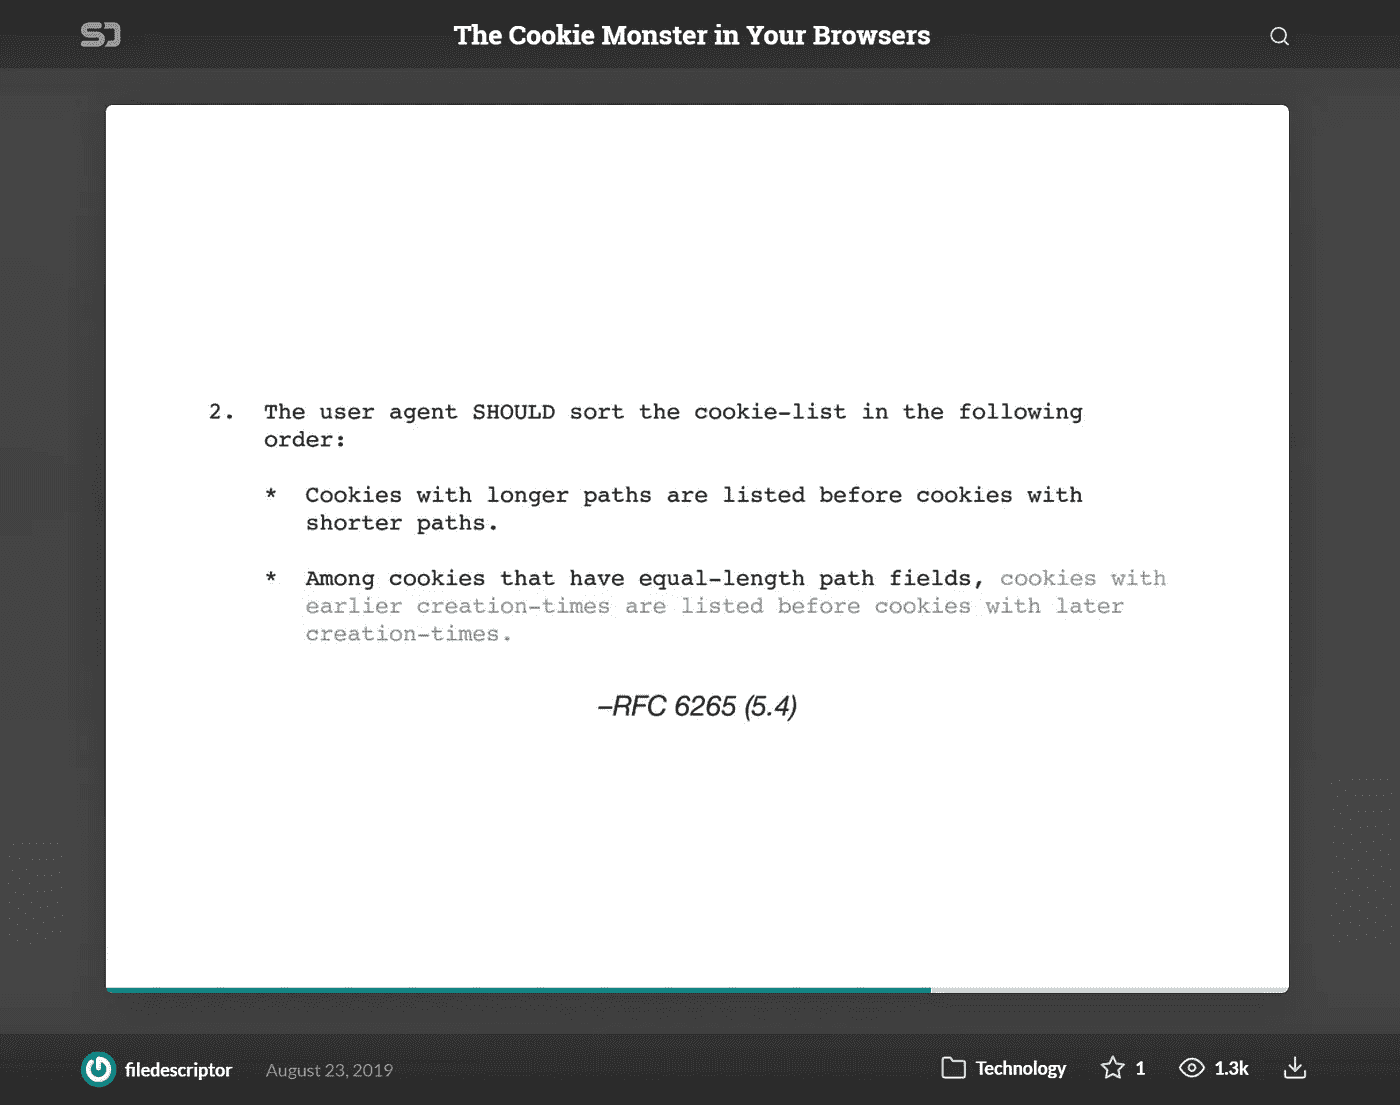 The Cookie Monster in Your Browsers
2. The user agent SHOULD sort the cookie-list in the following
order:
* Cookies with longer paths are listed before cookies with
shorter paths.
* Among cookies that have equal-length path fields, cookies with
earlier creation-times are listed before cookies with later
creation-times.
–RFC 6265 (5.4)
filedescriptor August 23, 2019 Technology 1 1.3k